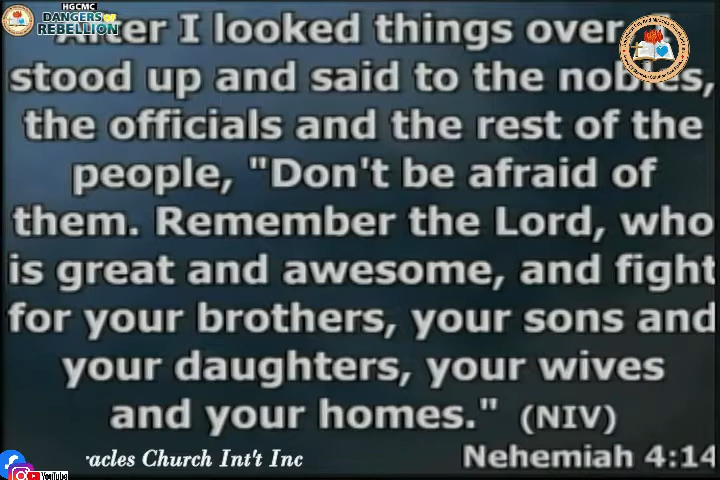 HGCMC
DANGERS OF
REBELLION
After I looked things over, I
stood up and said to the nobles,
the officials and the rest of the
people, "Don't be afraid of
them. Remember the Lord, who
is great and awesome, and fight
for your brothers, your sons and
your daughters, your wives
and your homes." (NIV)
acles Church Int't Inc
Nehemiah 4:14
YouTube